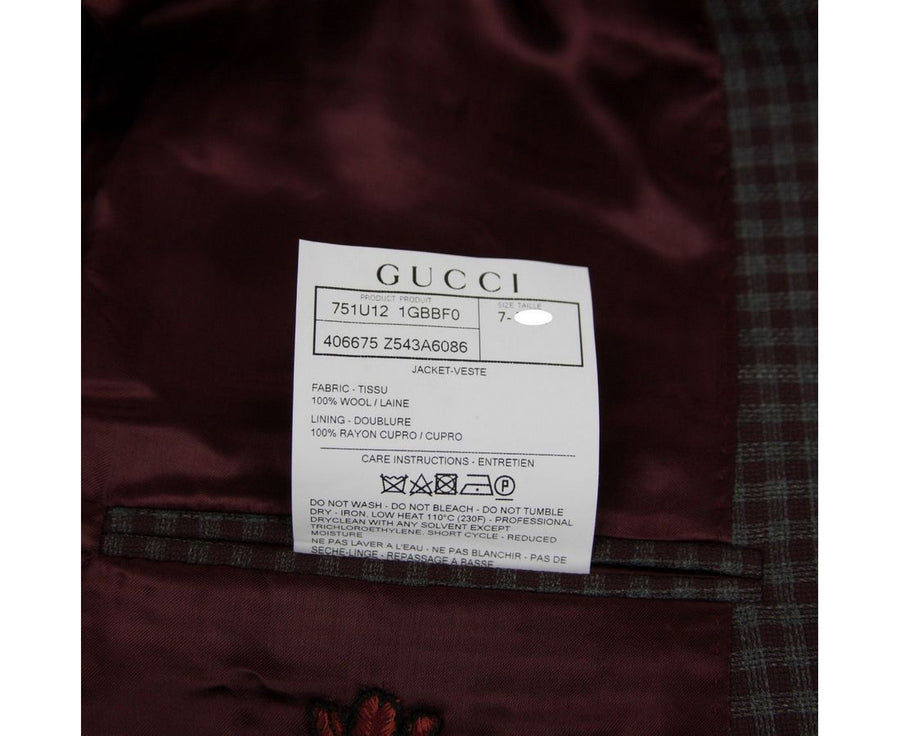 GUCCI
PRODUCT PRODUIT
SIZE TAILLE
751U12 1GBBF0
7-
406675 Z543A6086
JACKET-VESTE
FABRIC - TISSU
100% WOOL / LAINE
LINING - DOUBLURE
100% RAYON CUPRO / CUPRO
CARE INSTRUCTIONS - ENTRETIEN
P
DO NOT WASH - DO NOT BLEACH - DO NOT TUMBLE
DRY - IRON, LOW HEAT 110°C (230F) - PROFESSIONAL
DRYCLEAN WITH ANY SOLVENT EXCEPT
TRICHLOROETHYLENE, SHORT CYCLE - REDUCED
MOISTURE
NE PAS LAVER A L'EAU - NE PAS BLANCHIR - PAS DE
SECHE-LINGE - REPASSAGE A BASSE